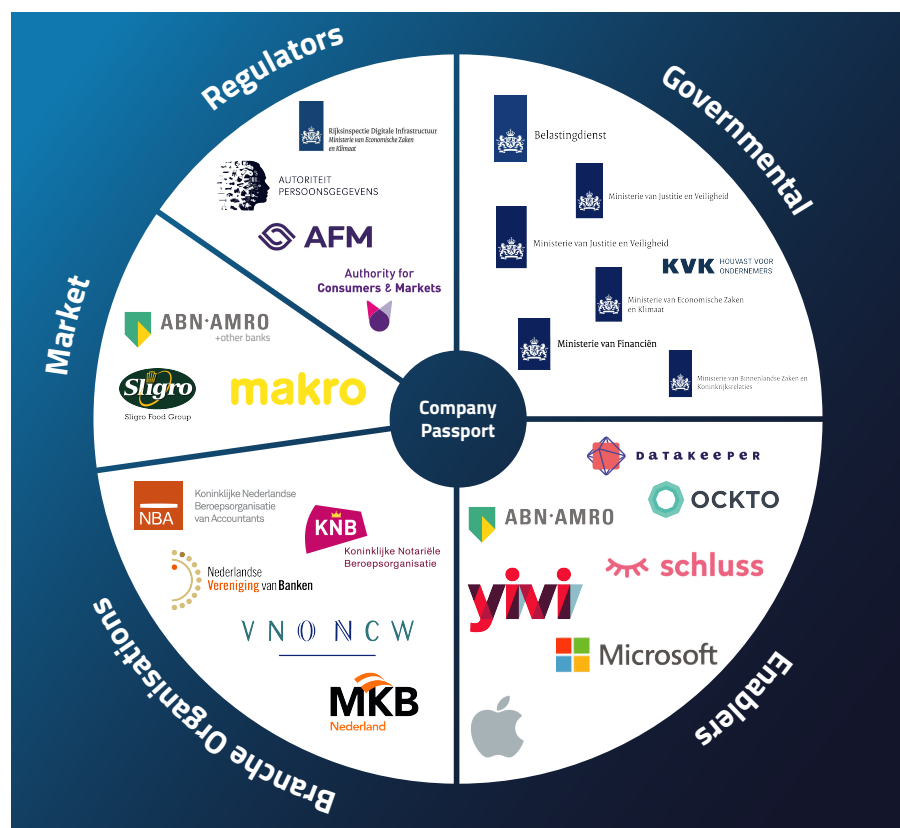 Regulators
Rijksinspectie Digitale Infrastructuur
Ministerie van Economische Zaken
en Klimaat
AUTORITEIT
PERSOONSGEGEVENS
AFM
Authority for
Consumers & Markets
Governmental
Belastingdienst
Ministerie van Justitie en Veiligheid
Ministerie van Justitie en Veiligheid
KVK HOUVAST VOOR
ONDERNEMERS
Ministerie van Economische Zaken
en Klimaat
Ministerie van Financiën
Ministerie van Binnenlandse Zaken en
Koninkrijksrelaties
Market
ABN·AMRO
+other banks
Sligro
Sligro Food Group
makro
Company
Passport
Branche Organisations
NBA
Koninklijke Nederlandse
Beroepsorganisatie
van Accountants
KNB
Koninklijke Notariële
Beroepsorganisatie
Nederlandse
Vereniging van Banken
VNO NCW
MKB
Nederland
Enablers
DATAKEEPER
OCKTO
ABN·AMRO
schluss
yivi
Microsoft